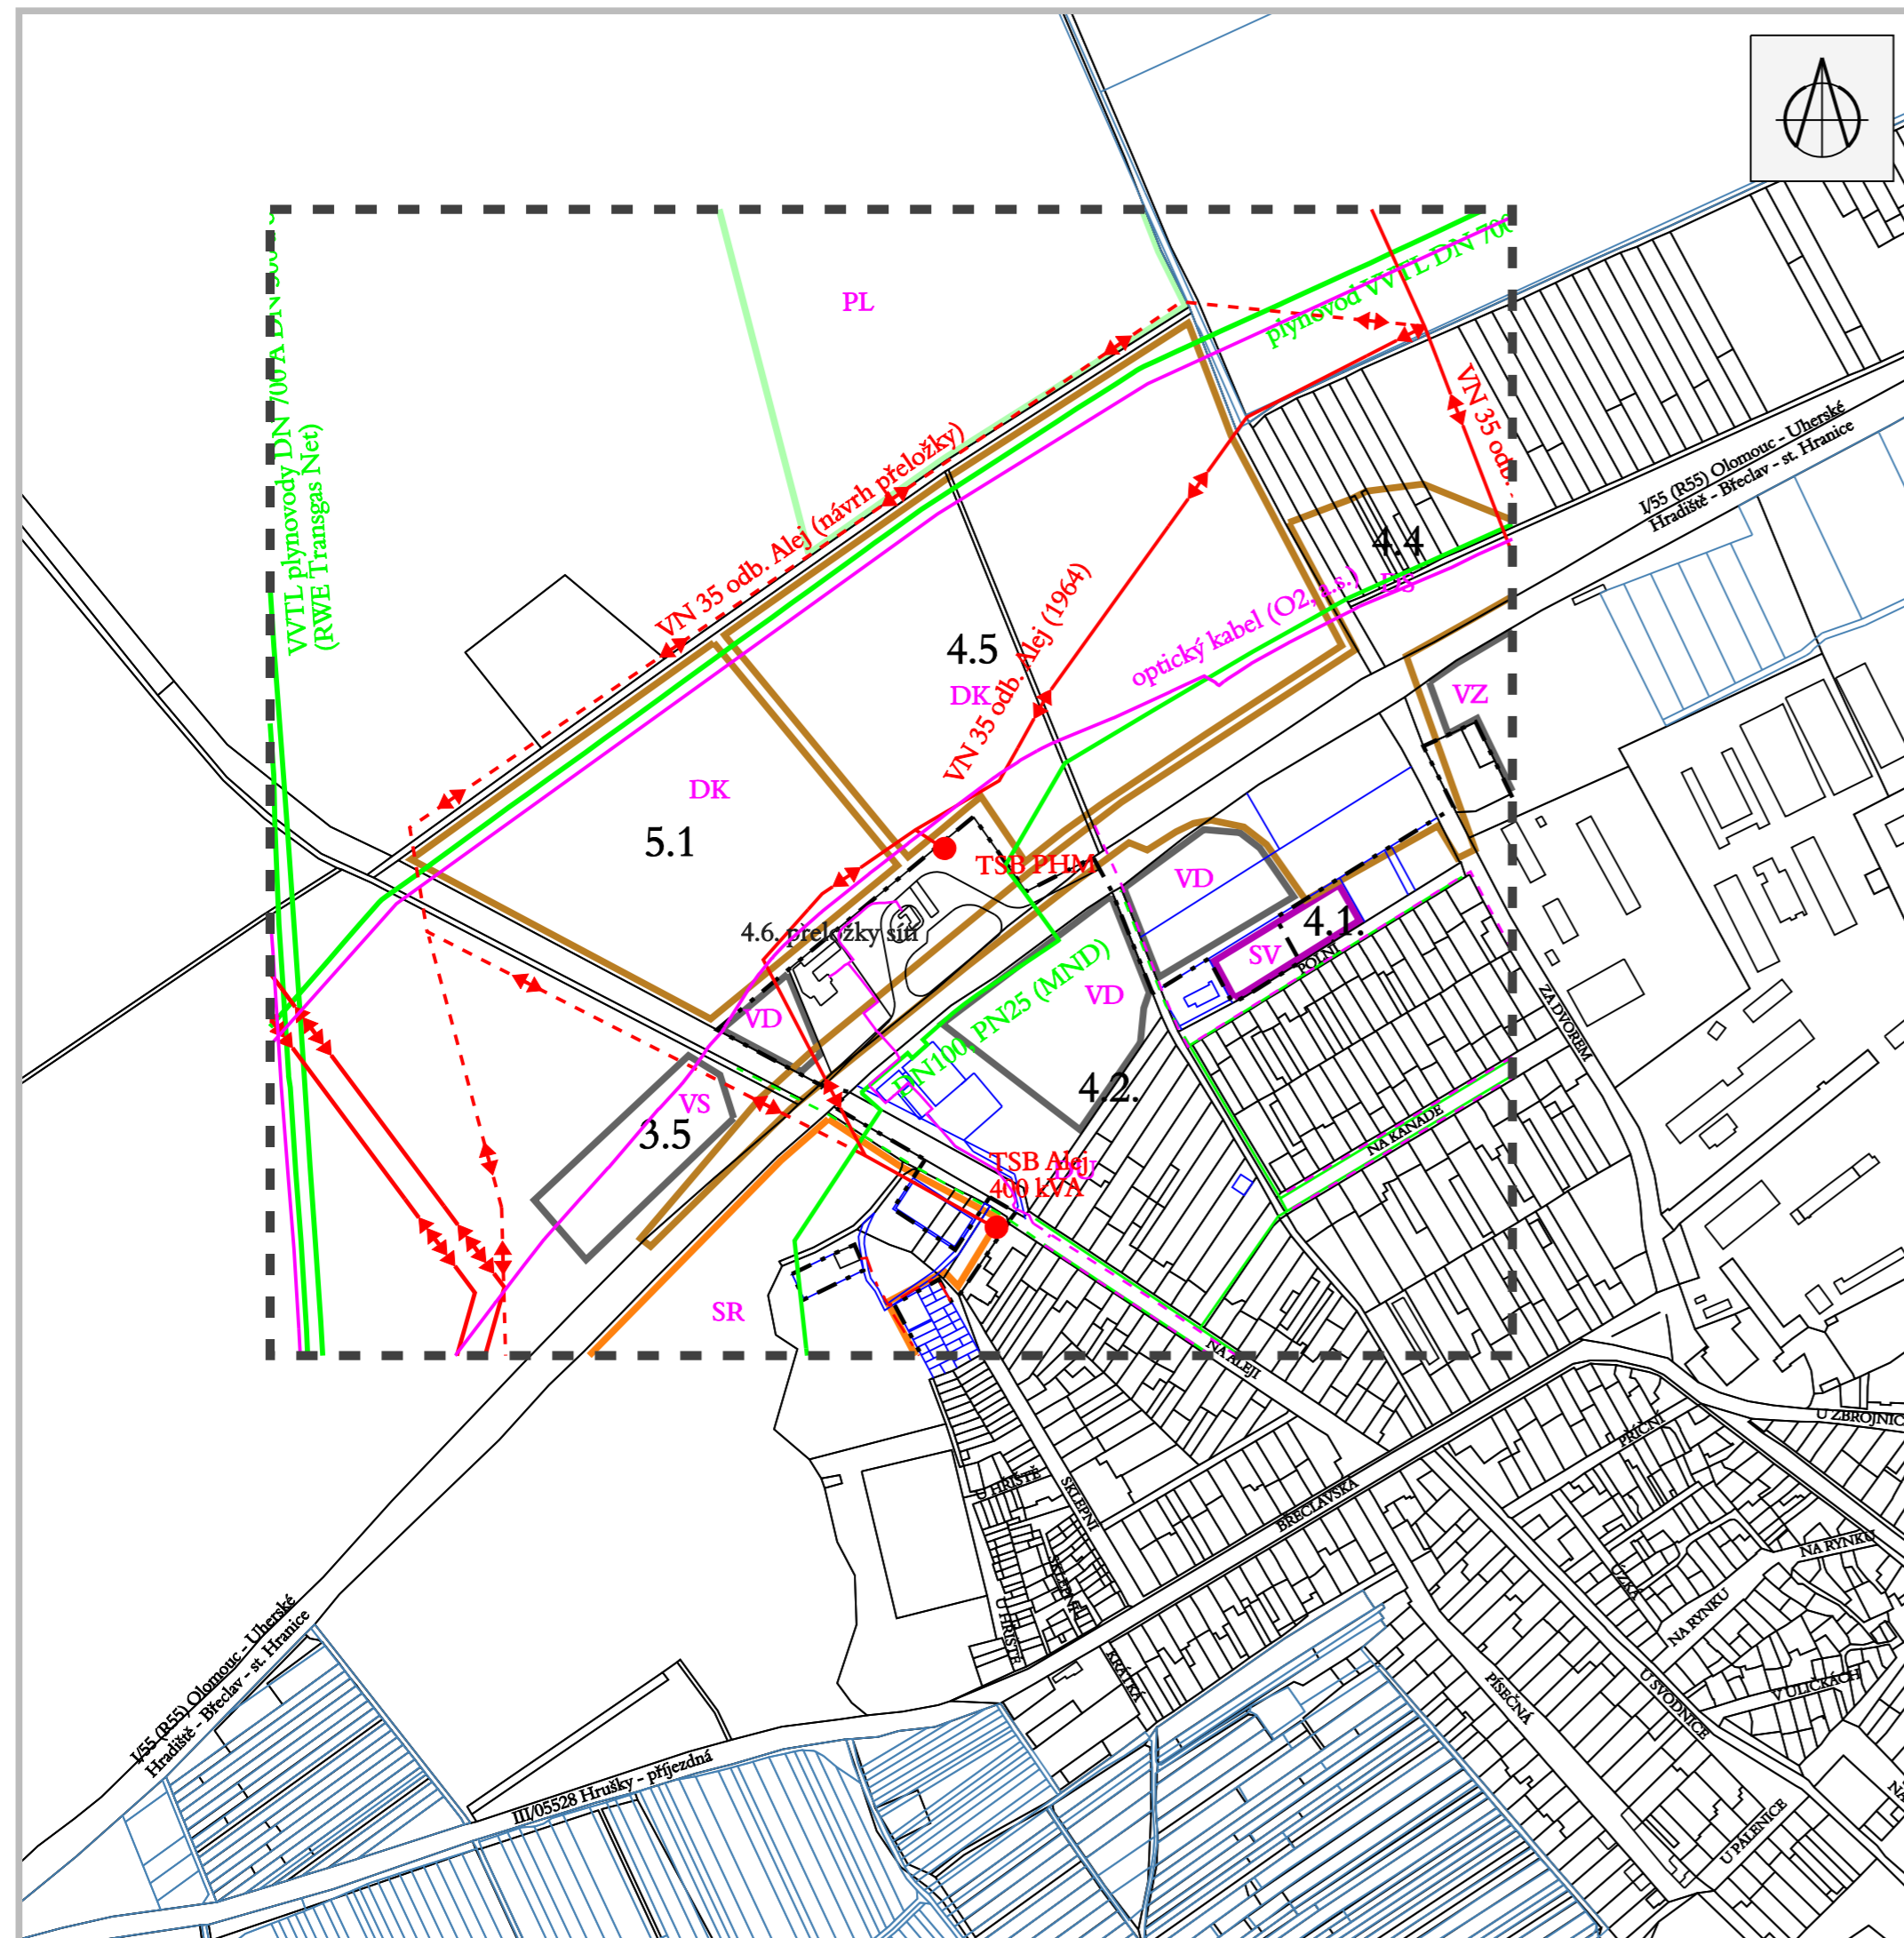 PL
plynovod VVTL DN 700
VVTL plynovody DN 700 A DN
(RWE Transgas Net)
VN 35 odb. Alej (návrh přeložky)
VN 35 odb.
I/55 (R55) Olomouc - Uherské
Hradiště - Břeclav - st. Hranice
4.4
VN 35 odb. Alej (1964)
optický kabel (O2, a.s.)
4.5
DK
VZ
DK
5.1
TSB PHM
VD
4.1.
4.6. přeložky sítí
SV
POLNÍ
VD
DN100, PN25 (MND)
VD
ZA DVOREM
VS
3.5
4.2.
NA KANADĚ
TSB Alej
400 kVA
DU
SR
NA ALEJI
U ZBROJNIC
PŘÍČNÍ
U HŘIŠTĚ
SKLEPNÍ
BŘECLAVSKÁ
NA RYNKU
SKLEPNÍ
ÚZKÁ
U HŘIŠTĚ
NA RYNKU
KRÁTKÁ
PÍSEČNÁ
U SVODNICE
V ULIČKÁCH
I/55 (R55) Olomouc - Uherské
Hradiště - Břeclav - st. Hranice
III/05528 Hrušky - příjezdná
U PALENICE
NA